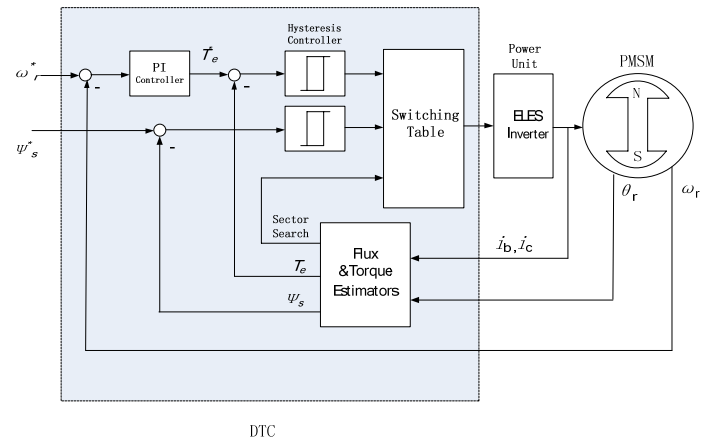 Hysteresis
Controller
ω*r
-
PI
Controller
T*e
-
ψ*s
-
Switching
Table
Power
Unit
ELES
Inverter
PMSM
N
S
θr
ωr
Sector
Search
Te
ψs
Flux
&Torque
Estimators
ib,ic
DTC